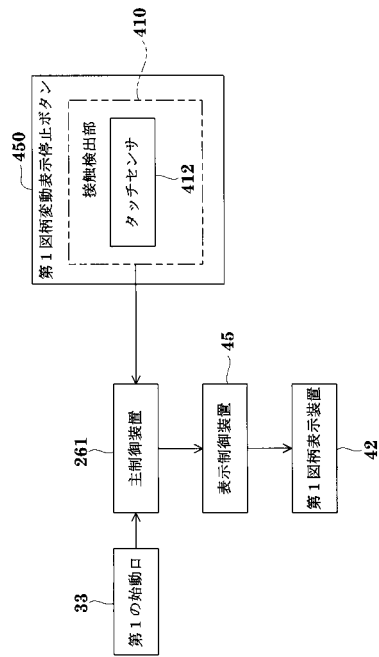 450
第1図柄変動表示停止ボタン
410
接触検出部
タッチセンサ
412
33
第1の始動口
261
主制御装置
45
表示制御装置
第1図柄表示装置
42